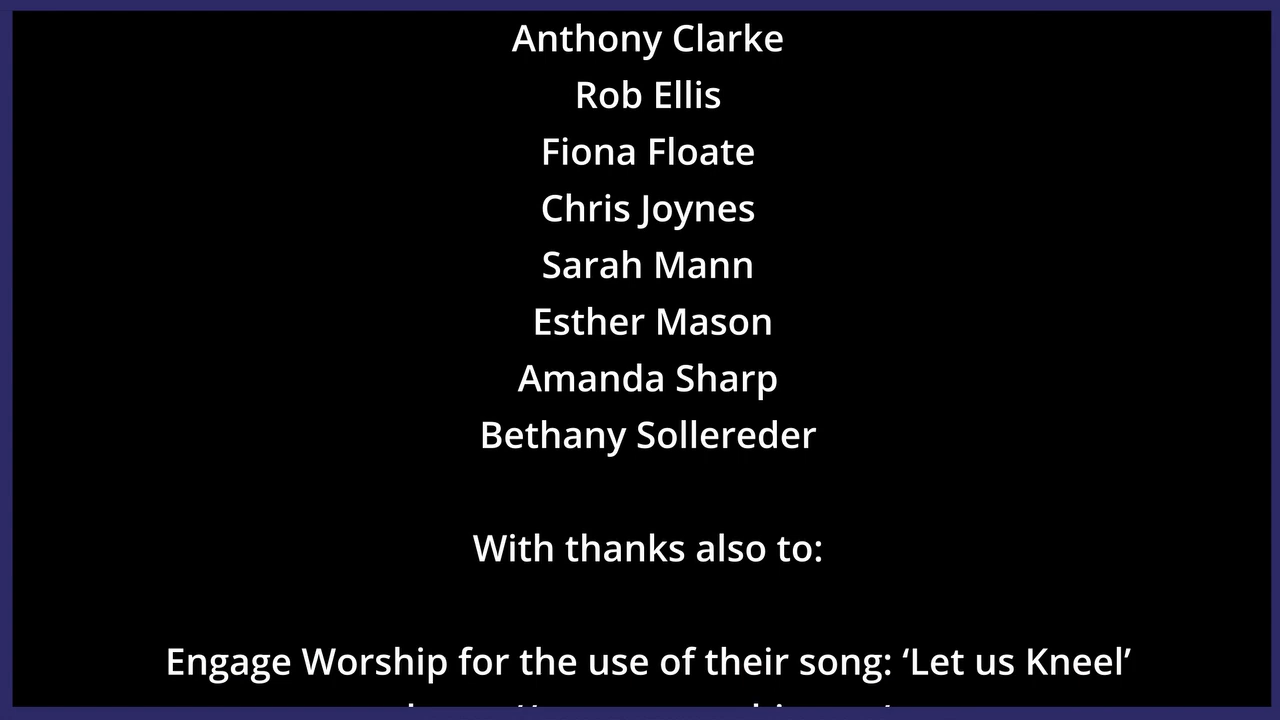 Anthony Clarke
Rob Ellis
Fiona Floate
Chris Joynes
Sarah Mann
Esther Mason
Amanda Sharp
Bethany Sollereder
With thanks also to:
Engage Worship for the use of their song: ‘Let us Kneel’